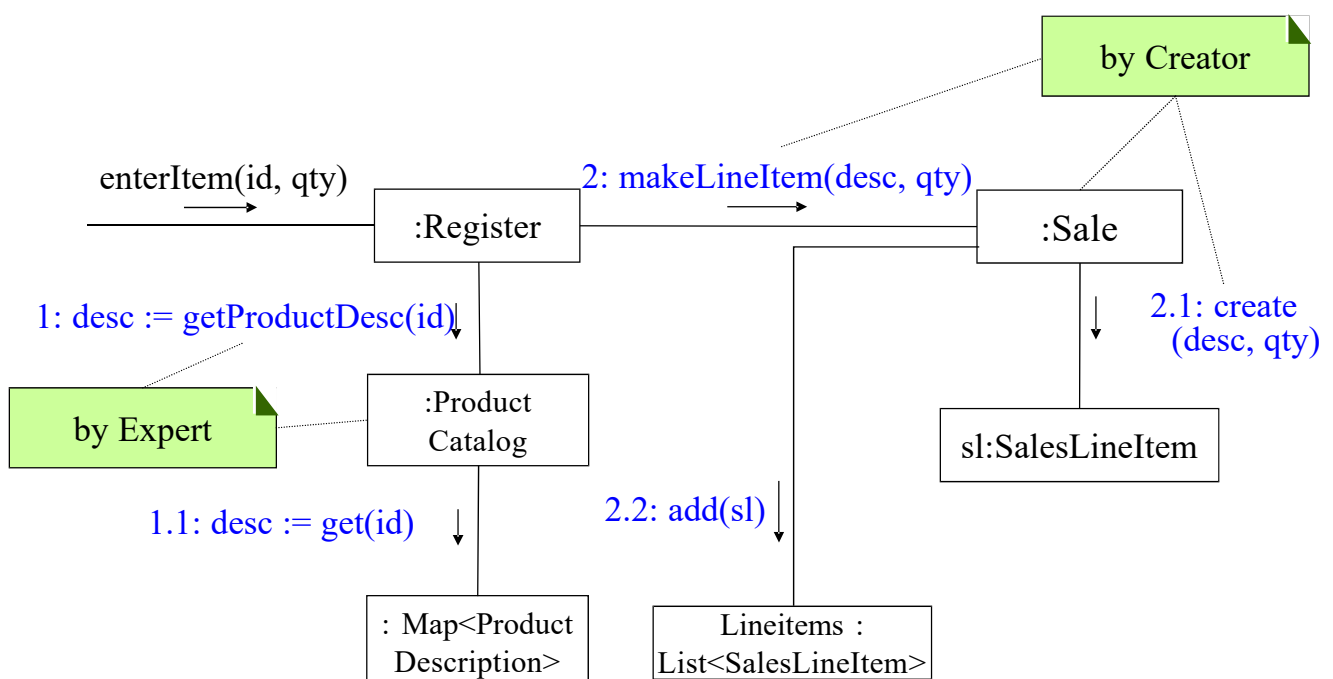 by Creator
enterItem(id, qty)
2: makeLineItem(desc, qty)
:Register
:Sale
1: desc := getProductDesc(id)
2.1: create
(desc, qty)
by Expert
:Product
Catalog
sl:SalesLineItem
1.1: desc := get(id)
2.2: add(sl)
: Map<Product
Description>
Lineitems :
List<SalesLineItem>